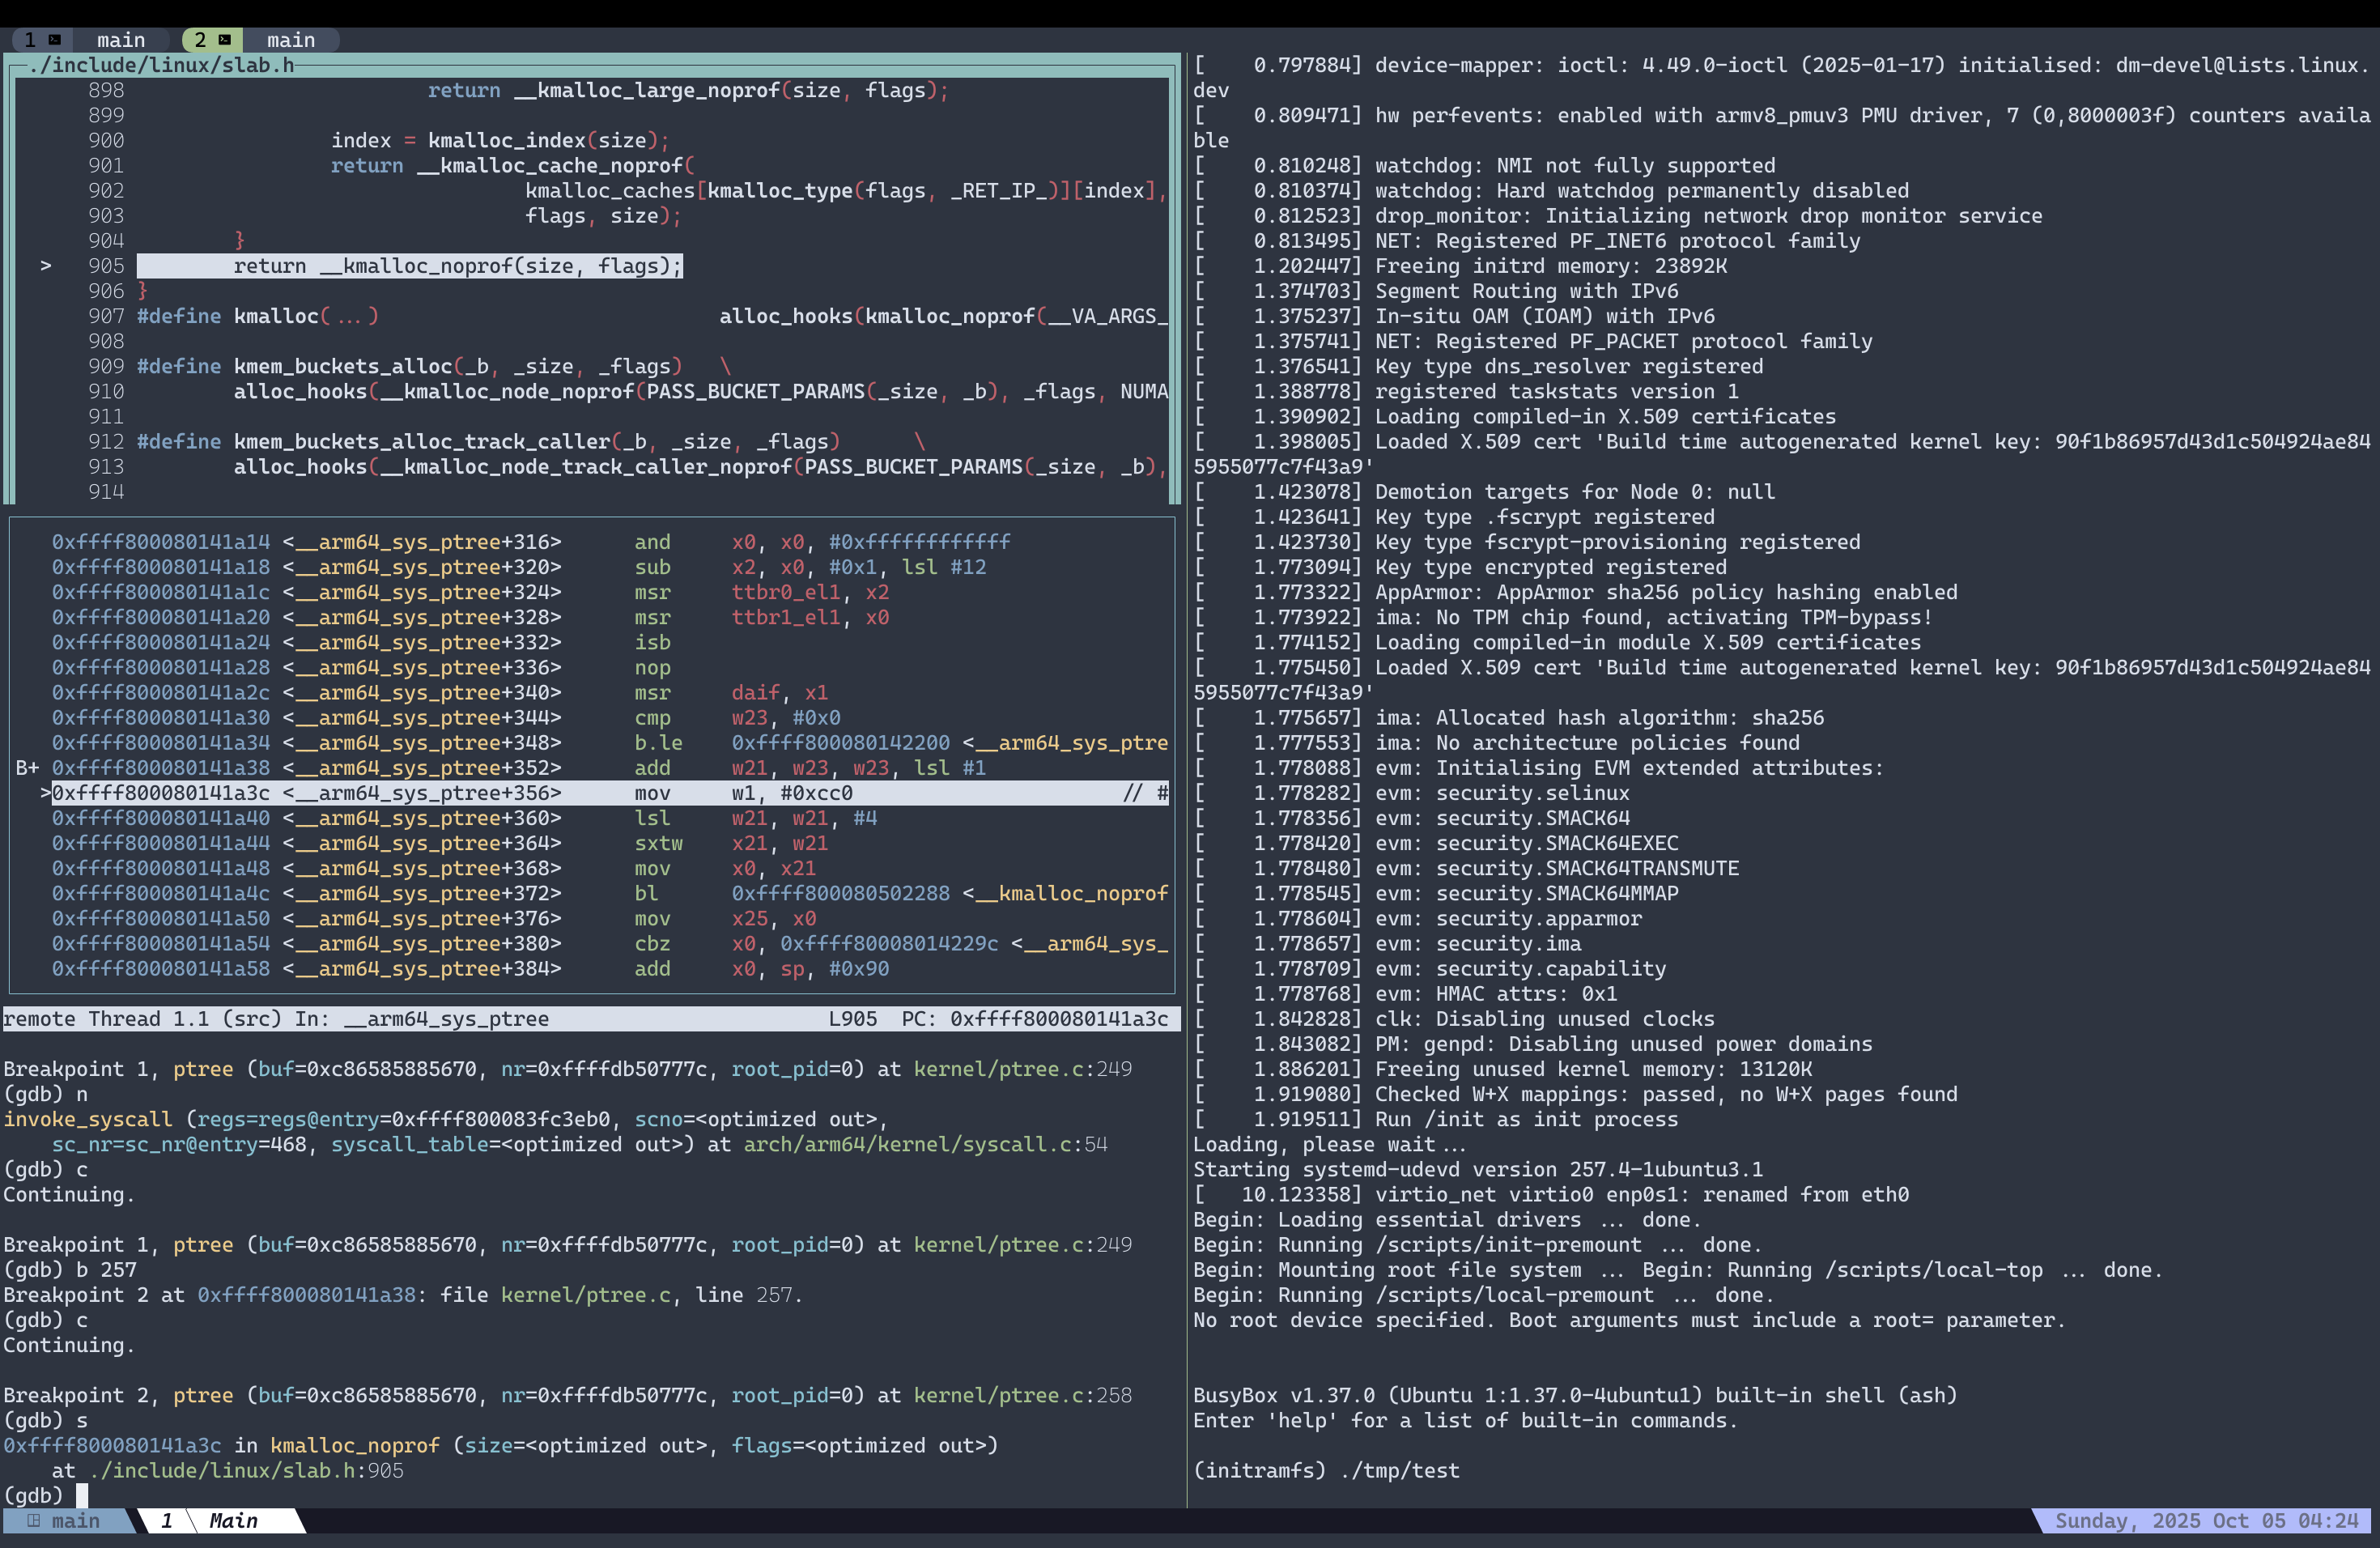 1 main 2 main
./include/linux/slab.h
898 return __kmalloc_large_noprof(size, flags);
899
900 index = kmalloc_index(size);
901 return __kmalloc_cache_noprof(
902 kmalloc_caches[kmalloc_type(flags, _RET_IP_)][index],
903 flags, size);
904 }
> 905 return __kmalloc_noprof(size, flags);
906 }
907 #define kmalloc(...) alloc_hooks(kmalloc_noprof(__VA_ARGS_
908
909 #define kmem_buckets_alloc(_b, _size, _flags) \
910 alloc_hooks(__kmalloc_node_noprof(PASS_BUCKET_PARAMS(_size, _b), _flags, NUMA
911
912 #define kmem_buckets_alloc_track_caller(_b, _size, _flags) \
913 alloc_hooks(__kmalloc_node_track_caller_noprof(PASS_BUCKET_PARAMS(_size, _b),
914
0xffff800080141a14 <__arm64_sys_ptree+316> and x0, x0, #0xffffffffffff
0xffff800080141a18 <__arm64_sys_ptree+320> sub x2, x0, #0x1, lsl #12
0xffff800080141a1c <__arm64_sys_ptree+324> msr ttbr0_el1, x2
0xffff800080141a20 <__arm64_sys_ptree+328> msr ttbr1_el1, x0
0xffff800080141a24 <__arm64_sys_ptree+332> isb
0xffff800080141a28 <__arm64_sys_ptree+336> nop
0xffff800080141a2c <__arm64_sys_ptree+340> msr daif, x1
0xffff800080141a30 <__arm64_sys_ptree+344> cmp w23, #0x0
0xffff800080141a34 <__arm64_sys_ptree+348> b.le 0xffff800080142200 <__arm64_sys_ptre
B+ 0xffff800080141a38 <__arm64_sys_ptree+352> add w21, w23, w23, lsl #1
>0xffff800080141a3c <__arm64_sys_ptree+356> mov w1, #0xcc0 // #
0xffff800080141a40 <__arm64_sys_ptree+360> lsl w21, w21, #4
0xffff800080141a44 <__arm64_sys_ptree+364> sxtw x21, w21
0xffff800080141a48 <__arm64_sys_ptree+368> mov x0, x21
0xffff800080141a4c <__arm64_sys_ptree+372> bl 0xffff800080502288 <__kmalloc_noprof
0xffff800080141a50 <__arm64_sys_ptree+376> mov x25, x0
0xffff800080141a54 <__arm64_sys_ptree+380> cbz x0, 0xffff80008014229c <__arm64_sys_
0xffff800080141a58 <__arm64_sys_ptree+384> add x0, sp, #0x90
remote Thread 1.1 (src) In: __arm64_sys_ptree L905 PC: 0xffff800080141a3c
Breakpoint 1, ptree (buf=0xc86585885670, nr=0xffffdb50777c, root_pid=0) at kernel/ptree.c:249
(gdb) n
invoke_syscall (regs=regs@entry=0xffff800083fc3eb0, scno=<optimized out>,
sc_nr=sc_nr@entry=468, syscall_table=<optimized out>) at arch/arm64/kernel/syscall.c:54
(gdb) c
Continuing.
Breakpoint 1, ptree (buf=0xc86585885670, nr=0xffffdb50777c, root_pid=0) at kernel/ptree.c:249
(gdb) b 257
Breakpoint 2 at 0xffff800080141a38: file kernel/ptree.c, line 257.
(gdb) c
Continuing.
Breakpoint 2, ptree (buf=0xc86585885670, nr=0xffffdb50777c, root_pid=0) at kernel/ptree.c:258
(gdb) s
0xffff800080141a3c in kmalloc_noprof (size=<optimized out>, flags=<optimized out>)
at ./include/linux/slab.h:905
(gdb)
[ 0.797884] device-mapper: ioctl: 4.49.0-ioctl (2025-01-17) initialised: dm-devel@lists.linux.
dev
[ 0.809471] hw perfevents: enabled with armv8_pmuv3 PMU driver, 7 (0,8000003f) counters availa
ble
[ 0.810248] watchdog: NMI not fully supported
[ 0.810374] watchdog: Hard watchdog permanently disabled
[ 0.812523] drop_monitor: Initializing network drop monitor service
[ 0.813495] NET: Registered PF_INET6 protocol family
[ 1.202447] Freeing initrd memory: 23892K
[ 1.374703] Segment Routing with IPv6
[ 1.375237] In-situ OAM (IOAM) with IPv6
[ 1.375741] NET: Registered PF_PACKET protocol family
[ 1.376541] Key type dns_resolver registered
[ 1.388778] registered taskstats version 1
[ 1.390902] Loading compiled-in X.509 certificates
[ 1.398005] Loaded X.509 cert 'Build time autogenerated kernel key: 90f1b86957d43d1c504924ae84
5955077c7f43a9'
[ 1.423078] Demotion targets for Node 0: null
[ 1.423641] Key type .fscrypt registered
[ 1.423730] Key type fscrypt-provisioning registered
[ 1.773094] Key type encrypted registered
[ 1.773322] AppArmor: AppArmor sha256 policy hashing enabled
[ 1.773922] ima: No TPM chip found, activating TPM-bypass!
[ 1.774152] Loading compiled-in module X.509 certificates
[ 1.775450] Loaded X.509 cert 'Build time autogenerated kernel key: 90f1b86957d43d1c504924ae84
5955077c7f43a9'
[ 1.775657] ima: Allocated hash algorithm: sha256
[ 1.777553] ima: No architecture policies found
[ 1.778088] evm: Initialising EVM extended attributes:
[ 1.778282] evm: security.selinux
[ 1.778356] evm: security.SMACK64
[ 1.778420] evm: security.SMACK64EXEC
[ 1.778480] evm: security.SMACK64TRANSMUTE
[ 1.778545] evm: security.SMACK64MMAP
[ 1.778604] evm: security.apparmor
[ 1.778657] evm: security.ima
[ 1.778709] evm: security.capability
[ 1.778768] evm: HMAC attrs: 0x1
[ 1.842828] clk: Disabling unused clocks
[ 1.843082] PM: genpd: Disabling unused power domains
[ 1.886201] Freeing unused kernel memory: 13120K
[ 1.919080] Checked W+X mappings: passed, no W+X pages found
[ 1.919511] Run /init as init process
Loading, please wait...
Starting systemd-udevd version 257.4-1ubuntu3.1
[ 10.123358] virtio_net virtio0 enp0s1: renamed from eth0
Begin: Loading essential drivers ... done.
Begin: Running /scripts/init-premount ... done.
Begin: Mounting root file system ... Begin: Running /scripts/local-top ... done.
Begin: Running /scripts/local-premount ... done.
No root device specified. Boot arguments must include a root= parameter.
BusyBox v1.37.0 (Ubuntu 1:1.37.0-4ubuntu1) built-in shell (ash)
Enter 'help' for a list of built-in commands.
(initramfs) ./tmp/test
main 1 Main Sunday, 2025 Oct 05 04:24